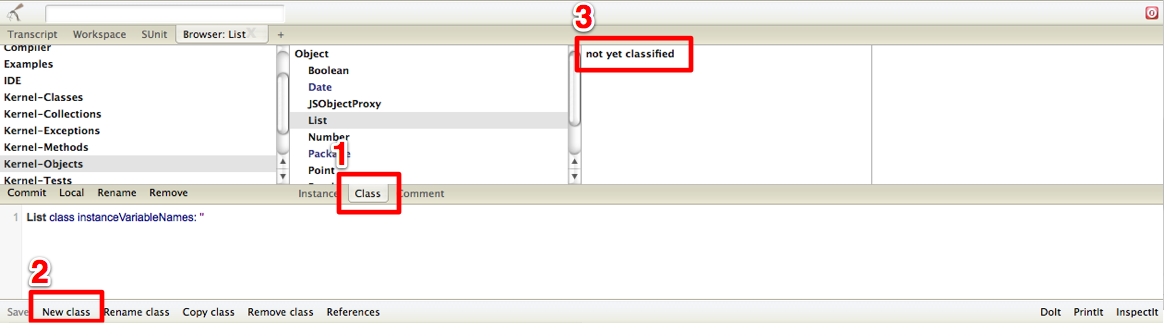 3
Transcript Workspace SUnit Browser: List X +
Compiler
Examples
IDE
Kernel-Classes
Kernel-Collections
Kernel-Exceptions
Kernel-Methods
Kernel-Objects
Kernel-Tests
Object
Boolean
Date
JSObjectProxy
List
Number
Package
Point
not yet classified
1
Commit Local Rename Remove
Instance Class Comment
1 List class instanceVariableNames: ''
2
Save New class Rename class Copy class Remove class References
DoIt PrintIt InspectIt